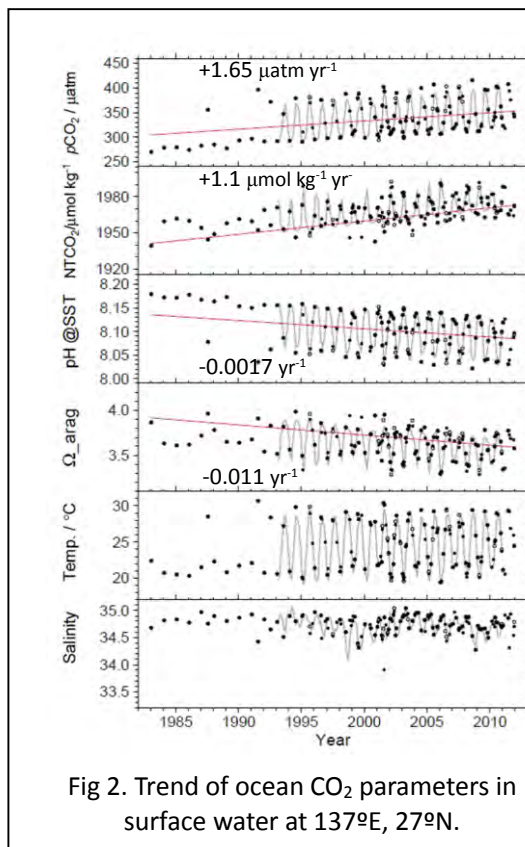 +1.65 µatm yr-1
pCO2 / µatm
450
400
350
300
250
+1.1 µmol kg-1 yr-
NTCO2/µmol kg-1
1980
1950
1920
pH @SST
8.20
8.15
8.10
8.05
8.00
-0.0017 yr-1
Ω_arag
4.0
3.5
-0.011 yr-1
Temp. / °C
30
25
20
Salinity
35.0
34.5
34.0
33.2
1985 1990 1995 2000 2005 2010
Year
Fig 2. Trend of ocean CO2 parameters in
surface water at 137ºE, 27ºN.